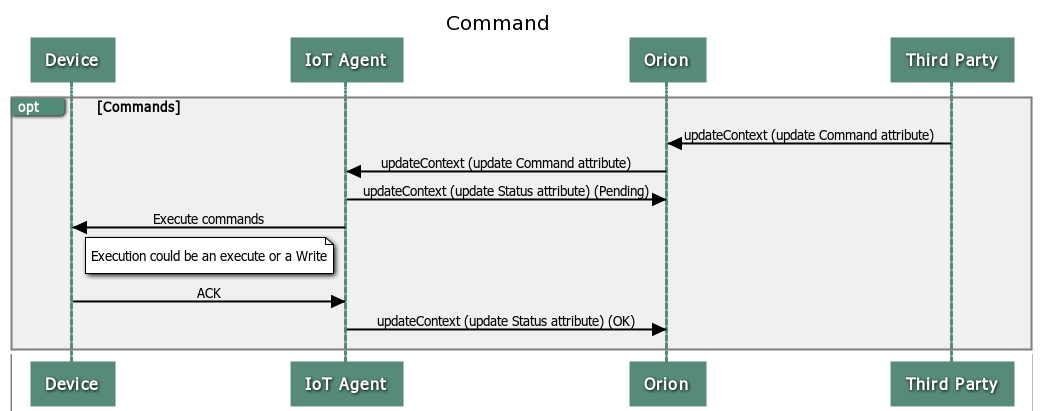 Command
Device
IoT Agent
Orion
Third Party
opt
[Commands]
updateContext (update Command attribute)
updateContext (update Command attribute)
updateContext (update Status attribute) (Pending)
Execute commands
Execution could be an execute or a Write
ACK
updateContext (update Status attribute) (OK)
Device
IoT Agent
Orion
Third Party